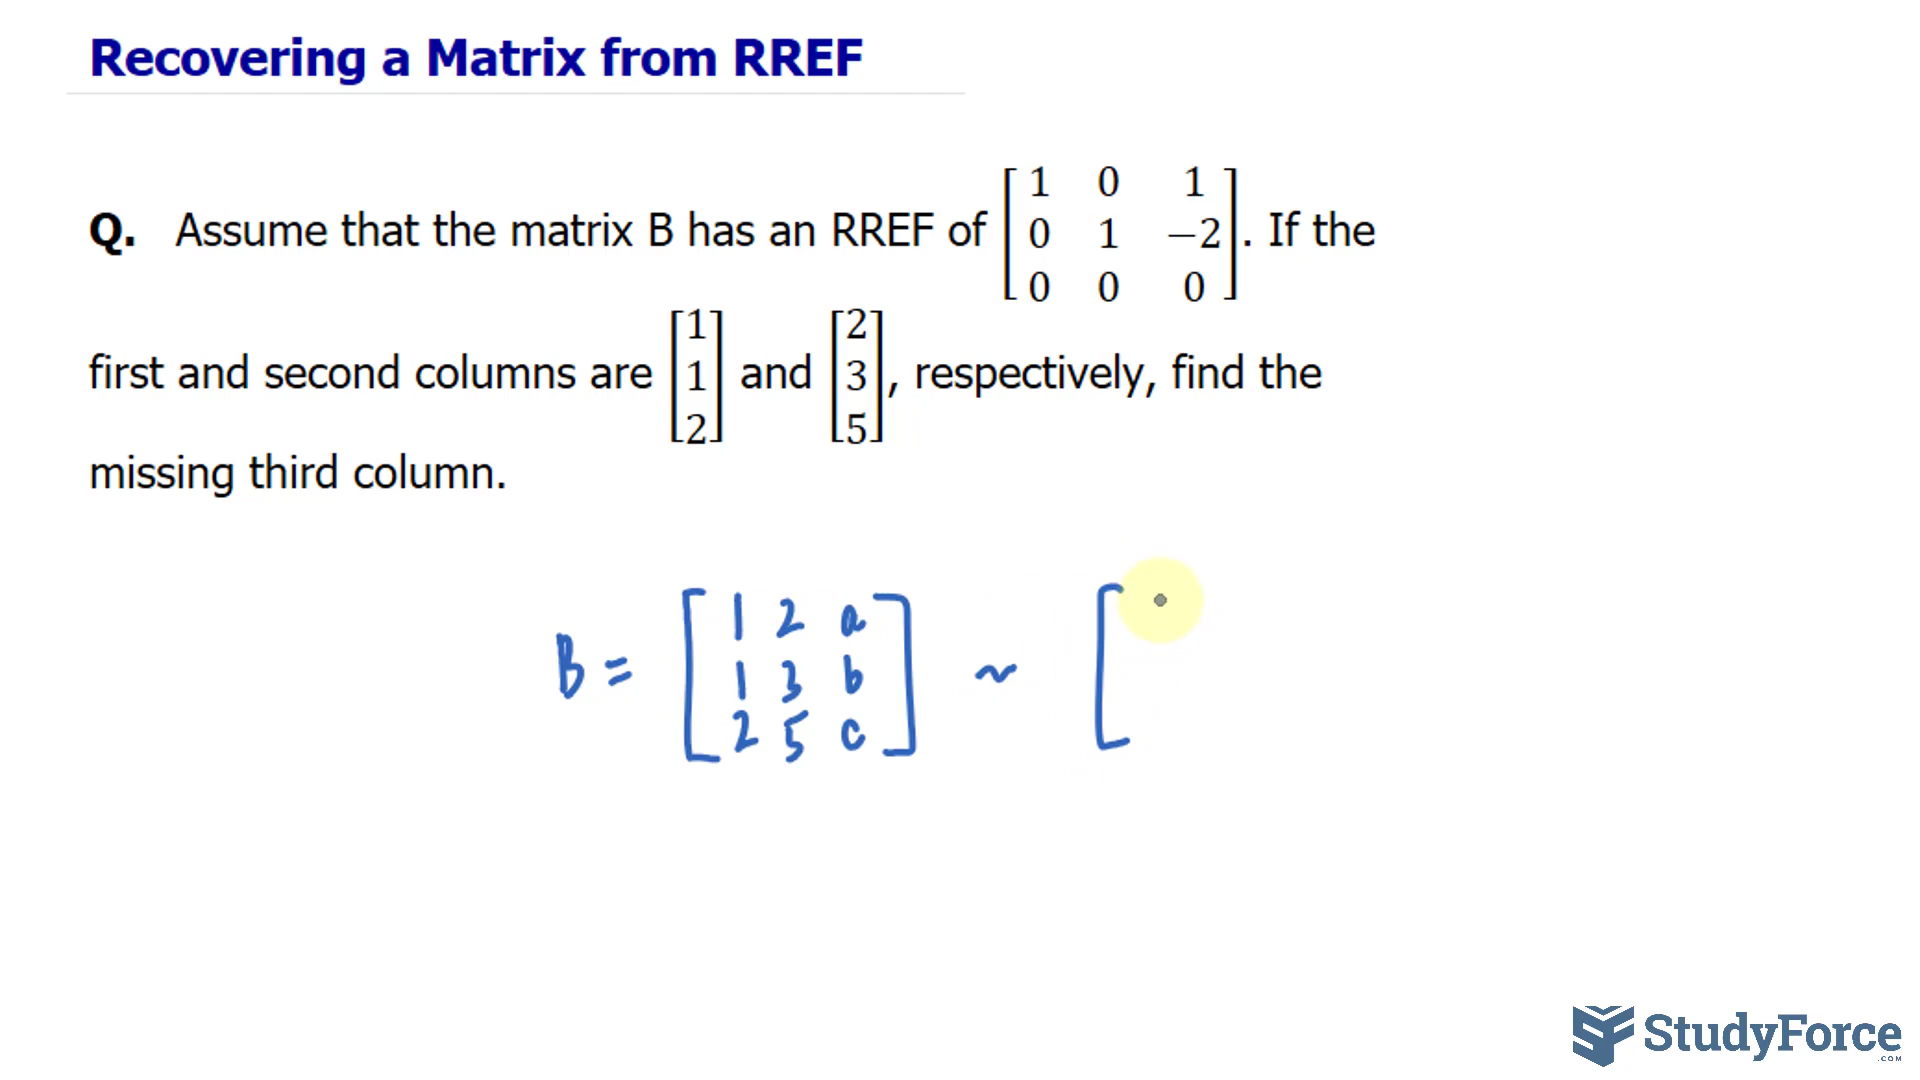 Recovering a Matrix from RREF
Q. Assume that the matrix B has an RREF of [1 0 1
0 1 −2
0 0 0]. If the
first and second columns are [1
1
2] and [2
3
5], respectively, find the
missing third column.
B = [1 2 a
1 3 b
2 5 c] ~ [
StudyForce
.COM